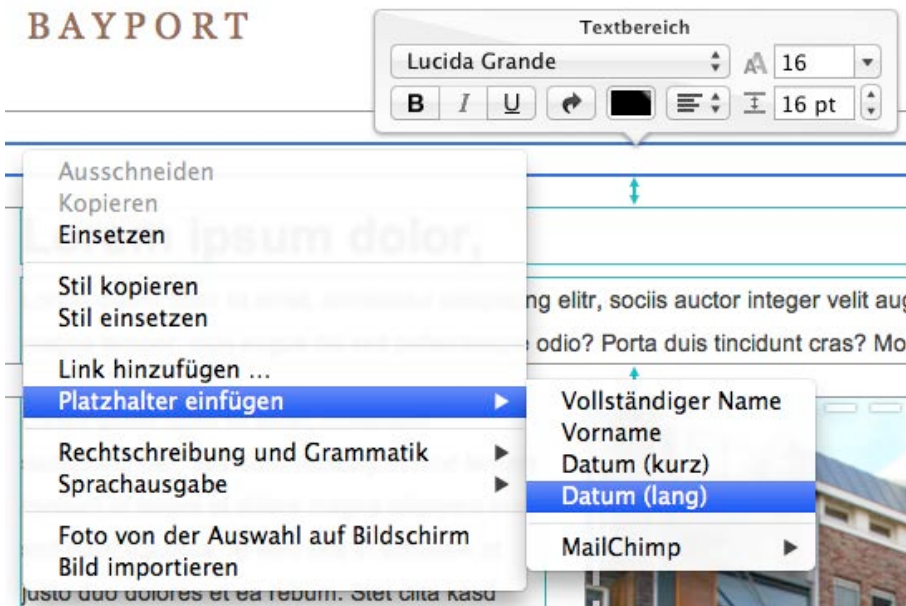 BAYPORT
Textbereich
Lucida Grande
16
B I U
16 pt
Ausschneiden
Kopieren
Einsetzen
Lorem ipsum dolor,
Stil kopieren
Stil einsetzen
ng elitr, sociis auctor integer velit aug
odio? Porta duis tincidunt cras? Mo
Link hinzufügen ...
Platzhalter einfügen
Vollständiger Name
Vorname
Datum (kurz)
Datum (lang)
MailChimp
Rechtschreibung und Grammatik
Sprachausgabe
Foto von der Auswahl auf Bildschirm
Bild importieren
justo duo dolores et ea rebum. Stet clita kasd